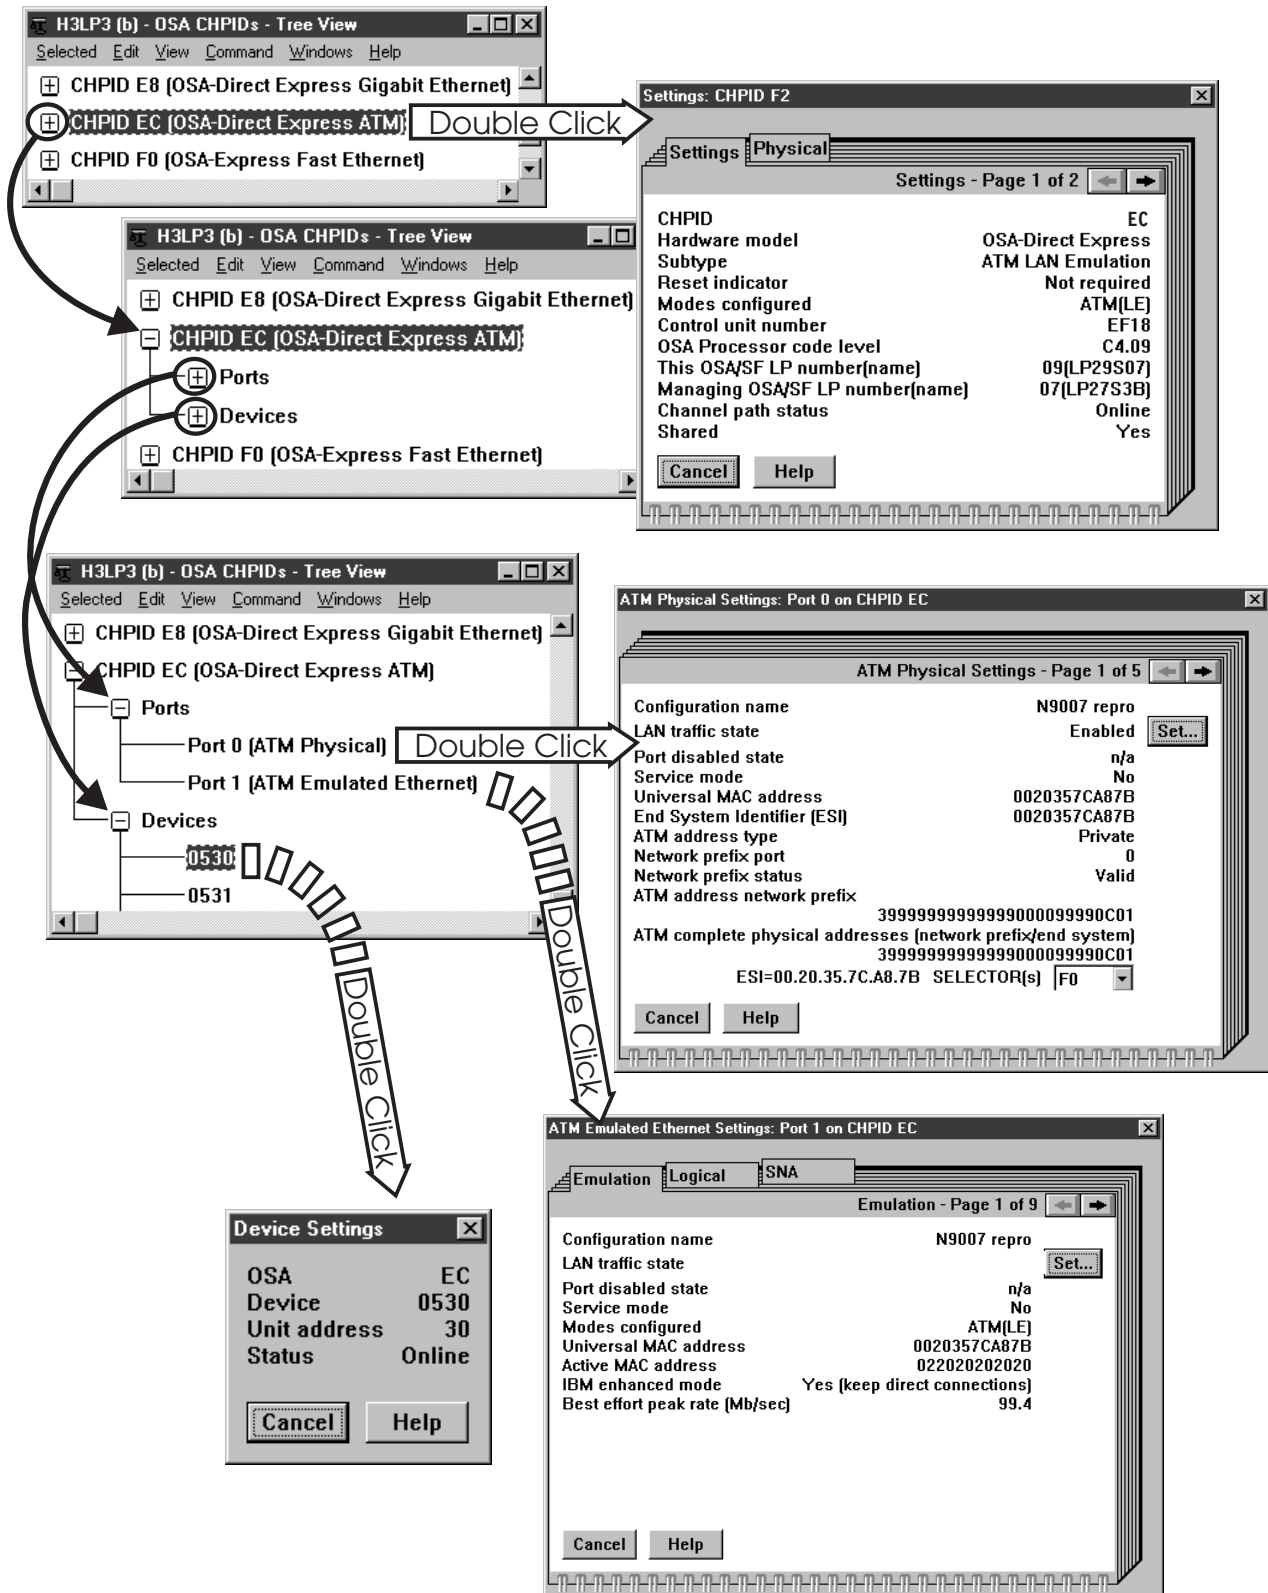 H3LP3 (b) - OSA CHPIDs - Tree View
Selected Edit View Command Windows Help
CHPID E8 (OSA-Direct Express Gigabit Ethernet)
CHPID EC (OSA-Direct Express ATM)
CHPID F0 (OSA-Express Fast Ethernet)
Double Click
Settings: CHPID F2
Settings Physical
Settings - Page 1 of 2
CHPID EC
Hardware model OSA-Direct Express
Subtype ATM LAN Emulation
Reset indicator Not required
Modes configured ATM(LE)
Control unit number EF18
OSA Processor code level C4.09
This OSA/SF LP number(name) 09(LP29S07)
Managing OSA/SF LP number(name) 07(LP27S3B)
Channel path status Online
Shared Yes
Cancel Help
H3LP3 (b) - OSA CHPIDs - Tree View
Selected Edit View Command Windows Help
CHPID E8 (OSA-Direct Express Gigabit Ethernet)
CHPID EC (OSA-Direct Express ATM)
Ports
Devices
CHPID F0 (OSA-Express Fast Ethernet)
H3LP3 (b) - OSA CHPIDs - Tree View
Selected Edit View Command Windows Help
CHPID E8 (OSA-Direct Express Gigabit Ethernet)
CHPID EC (OSA-Direct Express ATM)
Ports
Port 0 (ATM Physical)
Port 1 (ATM Emulated Ethernet)
Devices
0530
0531
Double Click
ATM Physical Settings: Port 0 on CHPID EC
ATM Physical Settings - Page 1 of 5
Configuration name N9007 repro
LAN traffic state Enabled Set...
Port disabled state n/a
Service mode No
Universal MAC address 0020357CA87B
End System Identifier (ESI) 0020357CA87B
ATM address type Private
Network prefix port 0
Network prefix status Valid
ATM address network prefix
39999999999999000099990C01
ATM complete physical addresses (network prefix/end system)
39999999999999000099990C01
ESI=00.20.35.7C.A8.7B SELECTOR(s) F0
Cancel Help
Double Click
Double Click
ATM Emulated Ethernet Settings: Port 1 on CHPID EC
Emulation Logical SNA
Emulation - Page 1 of 9
Configuration name N9007 repro
LAN traffic state Set...
Port disabled state n/a
Service mode No
Modes configured ATM(LE)
Universal MAC address 0020357CA87B
Active MAC address 022020202020
IBM enhanced mode Yes (keep direct connections)
Best effort peak rate (Mb/sec) 99.4
Cancel Help
Device Settings
OSA EC
Device 0530
Unit address 30
Status Online
Cancel Help